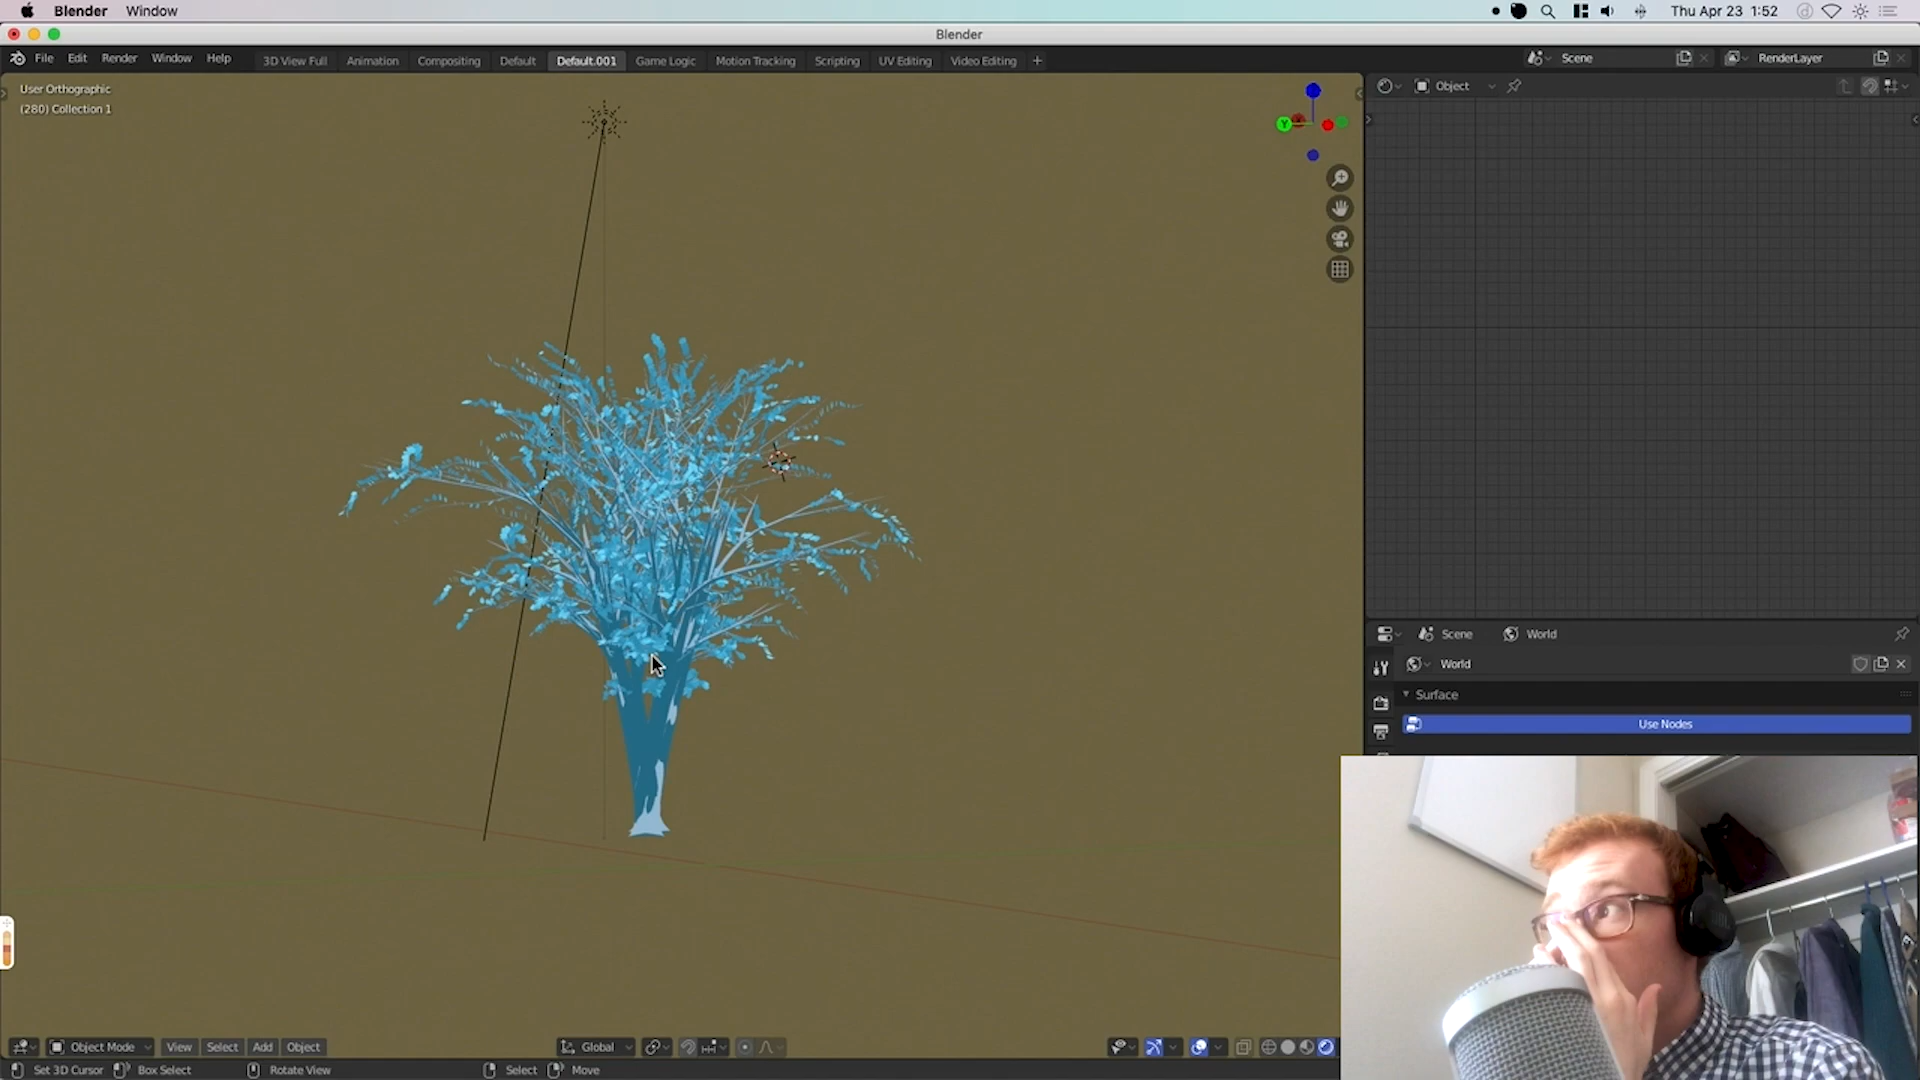 Blender Window Thu Apr 23 1:52
Blender
File Edit Render Window Help 3D View Full Animation Compositing Default Default.001 Game Logic Motion Tracking Scripting UV Editing Video Editing + Scene RenderLayer
User Orthographic
(280) Collection 1
Y
Object
Scene World
World
Surface
Use Nodes
JBL
Object Mode View Select Add Object Global
Set 3D Cursor Box Select Rotate View Select Move